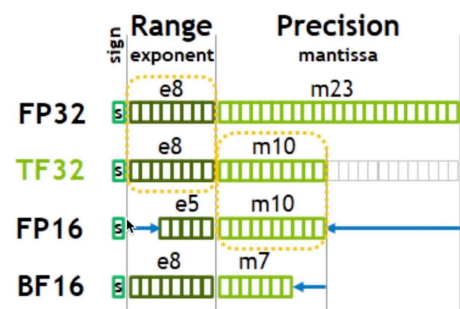 Range Precision
sign exponent mantissa
e8 m23
FP32 s
e8 m10
TF32 s
e5 m10
FP16 s
e8 m7
BF16 s